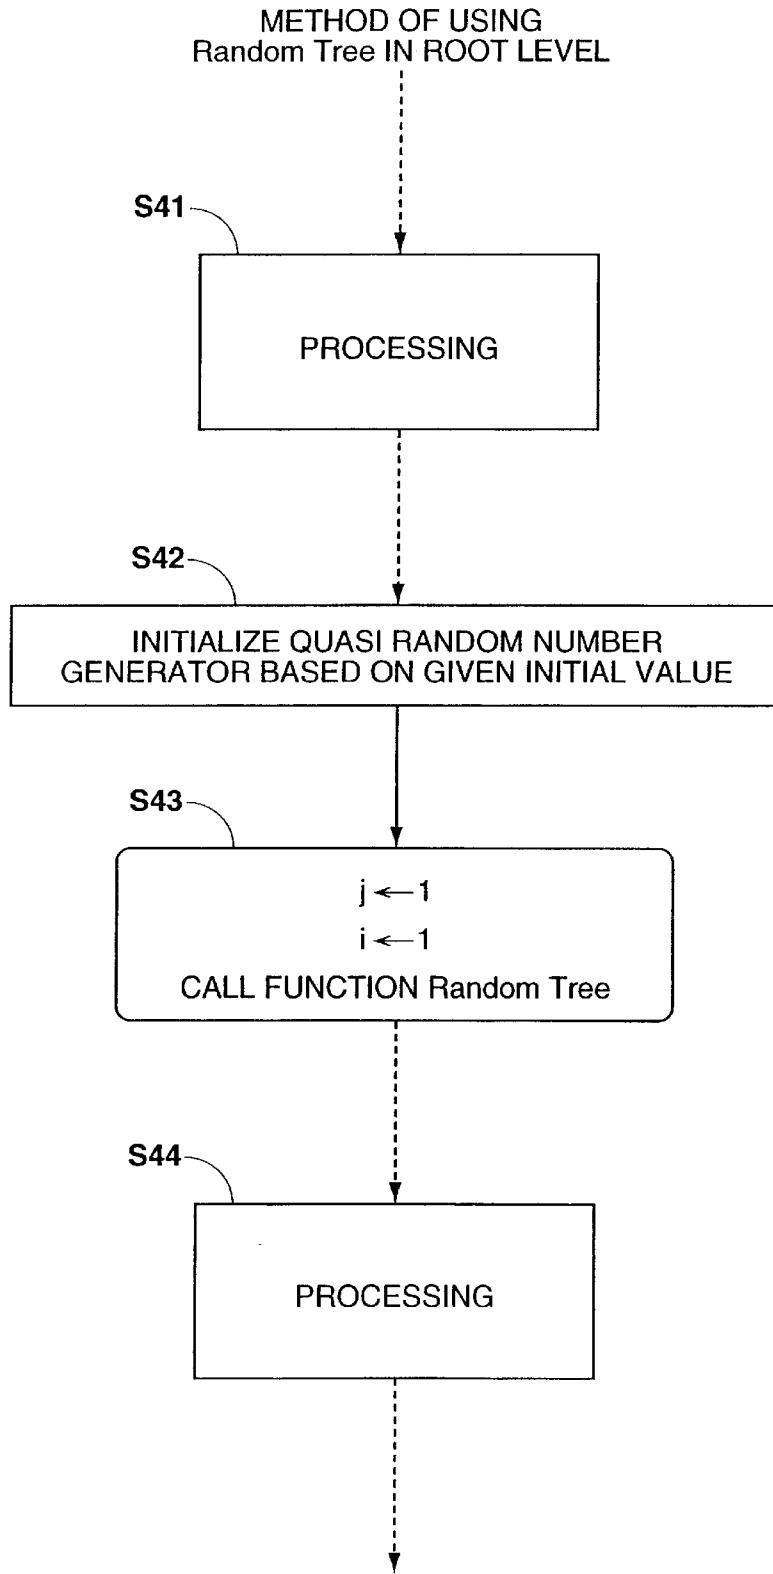 METHOD OF USING
Random Tree IN ROOT LEVEL
S41
PROCESSING
S42
INITIALIZE QUASI RANDOM NUMBER
GENERATOR BASED ON GIVEN INITIAL VALUE
S43
j ← 1
i ← 1
CALL FUNCTION Random Tree
S44
PROCESSING